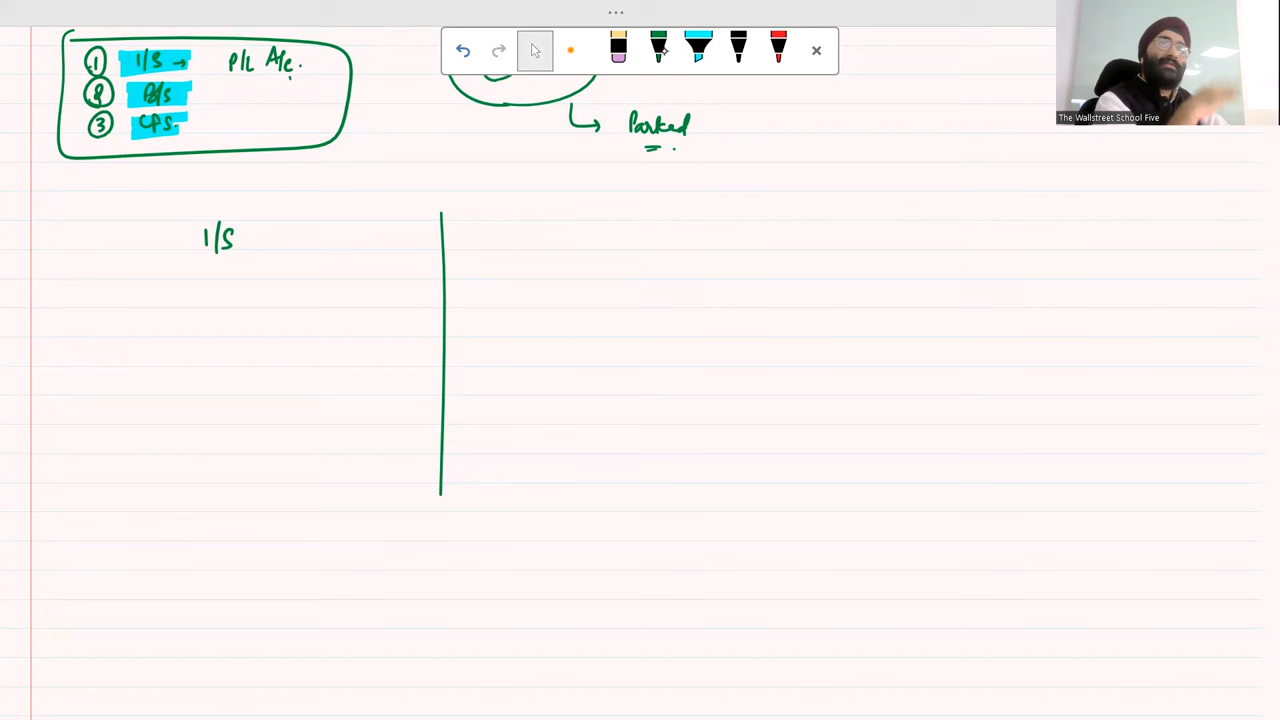 1 I/S → P/L A/c.
2 B/S
3 CFS.
Parked
The Wallstreet School Five
I/S